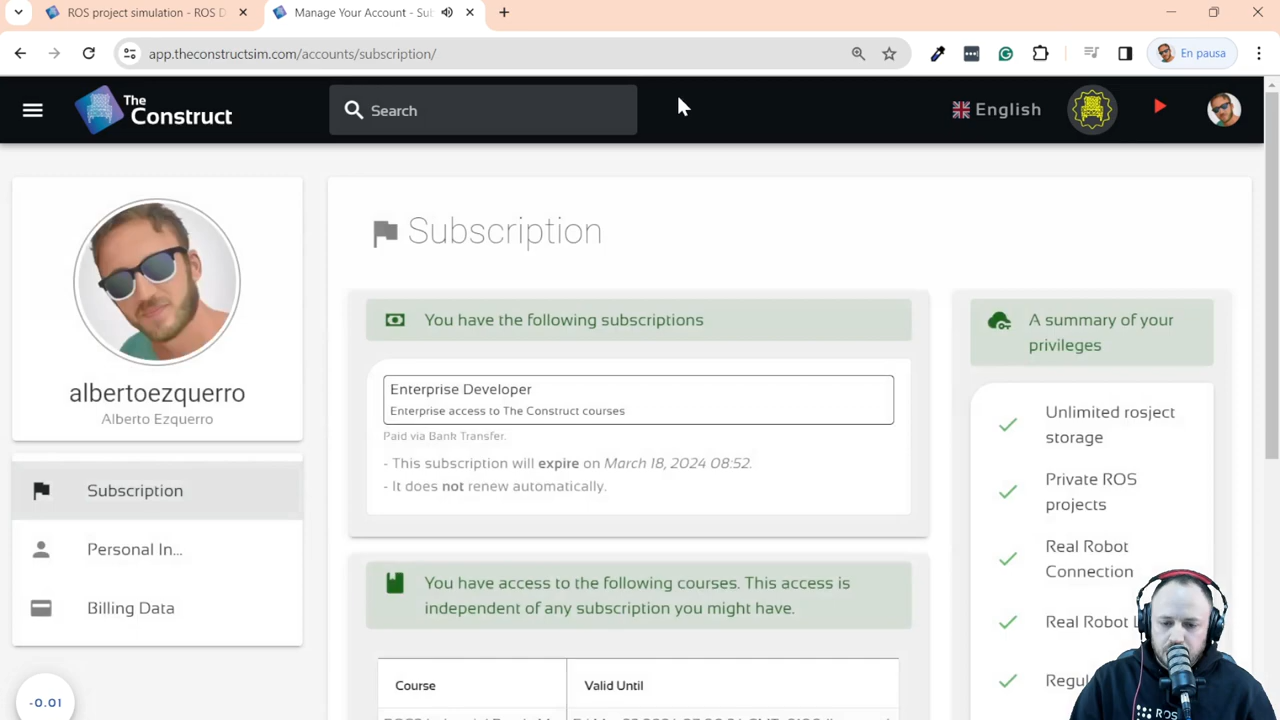 ROS project simulation - ROS D
Manage Your Account - Sub
app.theconstructsim.com/accounts/subscription/
En pausa
The Construct
Search
English
albertoezquerro
Alberto Ezquerro
Subscription
Personal In...
Billing Data
-0.01
Subscription
You have the following subscriptions
Enterprise Developer
Enterprise access to The Construct courses
Paid via Bank Transfer.
- This subscription will expire on March 18, 2024 08:52.
- It does not renew automatically.
You have access to the following courses. This access is
independent of any subscription you might have.
Course
Valid Until
A summary of your
privileges
Unlimited rosject
storage
Private ROS
projects
Real Robot
Connection
Real Robot L
Regul
ROS